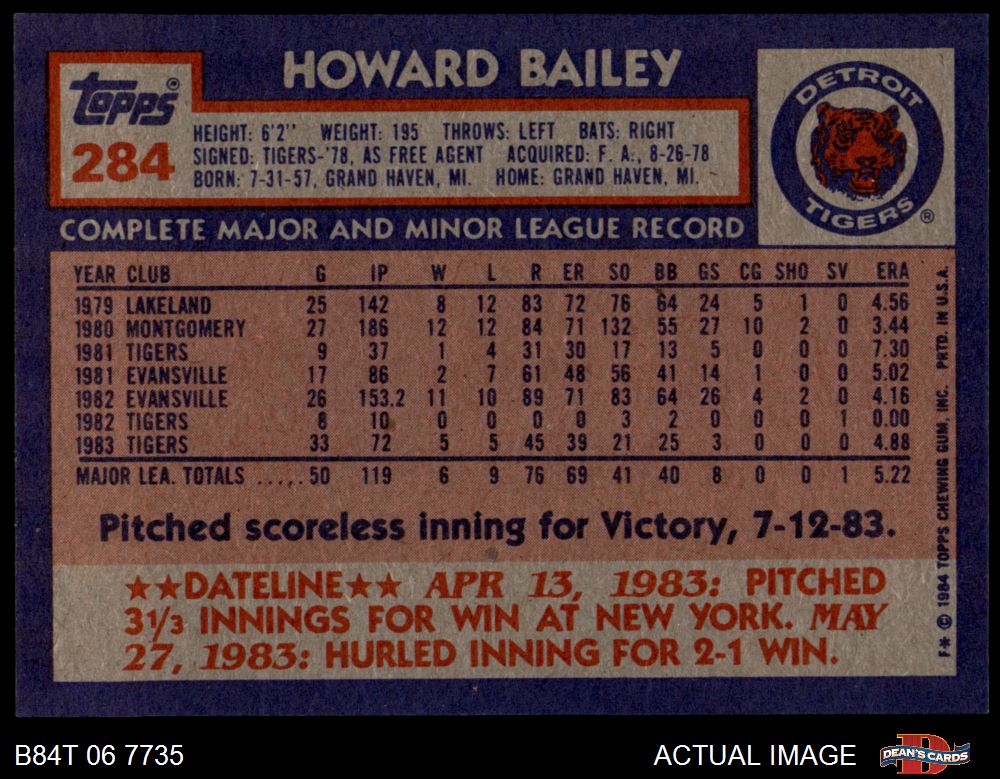 HOWARD BAILEY
Topps®
284
HEIGHT: 6'2" WEIGHT: 195 THROWS: LEFT BATS: RIGHT
SIGNED: TIGERS-'78, AS FREE AGENT ACQUIRED: F. A., 8-26-78
BORN: 7-31-57, GRAND HAVEN, MI. HOME: GRAND HAVEN, MI.
DETROIT
TIGERS®
COMPLETE MAJOR AND MINOR LEAGUE RECORD
YEAR CLUB G IP W L R ER SO BB GS CG SHO SV ERA
1979 LAKELAND 25 142 8 12 83 72 76 64 24 5 1 0 4.56
1980 MONTGOMERY 27 186 12 12 84 71 132 55 27 10 2 0 3.44
1981 TIGERS 9 37 1 4 31 30 17 13 5 0 0 0 7.30
1981 EVANSVILLE 17 86 2 7 61 48 56 41 14 1 0 0 5.02
1982 EVANSVILLE 26 153.2 11 10 89 71 83 64 26 4 2 0 4.16
1982 TIGERS 8 10 0 0 0 0 3 2 0 0 0 1 0.00
1983 TIGERS 33 72 5 5 45 39 21 25 3 0 0 0 4.88
MAJOR LEA. TOTALS ..... 50 119 6 9 76 69 41 40 8 0 0 1 5.22
Pitched scoreless inning for Victory, 7-12-83.
★★DATELINE★★ APR 13, 1983: PITCHED
3 1/3 INNINGS FOR WIN AT NEW YORK. MAY
27, 1983: HURLED INNING FOR 2-1 WIN.
F* © 1984 TOPPS CHEWING GUM, INC. PRTD. IN U.S.A.
B84T 06 7735
ACTUAL IMAGE
DEAN'S CARDS